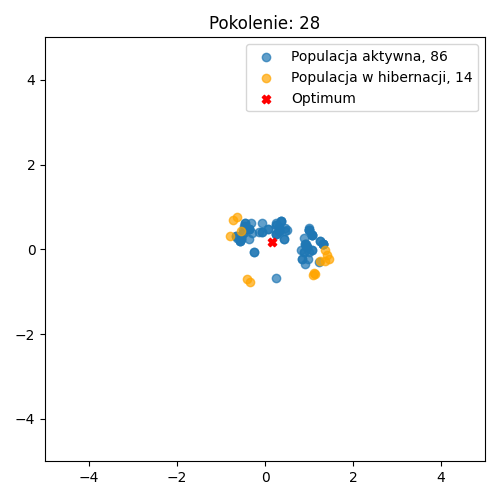 Pokolenie: 28
Populacja aktywna, 86
Populacja w hibernacji, 14
Optimum
4
2
0
−2
−4
−4 −2 0 2 4